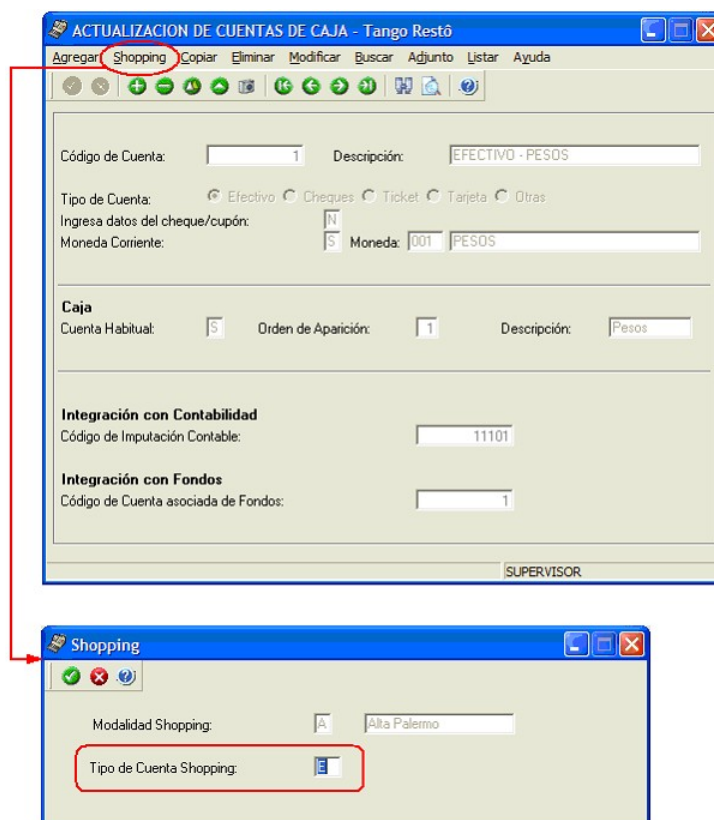 ACTUALIZACION DE CUENTAS DE CAJA - Tango Restô
Agregar Shopping Copiar Eliminar Modificar Buscar Adjunto Listar Ayuda
Código de Cuenta: 1 Descripción: EFECTIVO - PESOS
Tipo de Cuenta: Efectivo Cheques Ticket Tarjeta Otras
Ingresa datos del cheque/cupón: N
Moneda Corriente: S Moneda: 001 PESOS
Caja
Cuenta Habitual: S Orden de Aparición: 1 Descripción: Pesos
Integración con Contabilidad
Código de Imputación Contable: 11101
Integración con Fondos
Código de Cuenta asociada de Fondos: 1
SUPERVISOR
Shopping
Modalidad Shopping: A Alta Palermo
Tipo de Cuenta Shopping: E